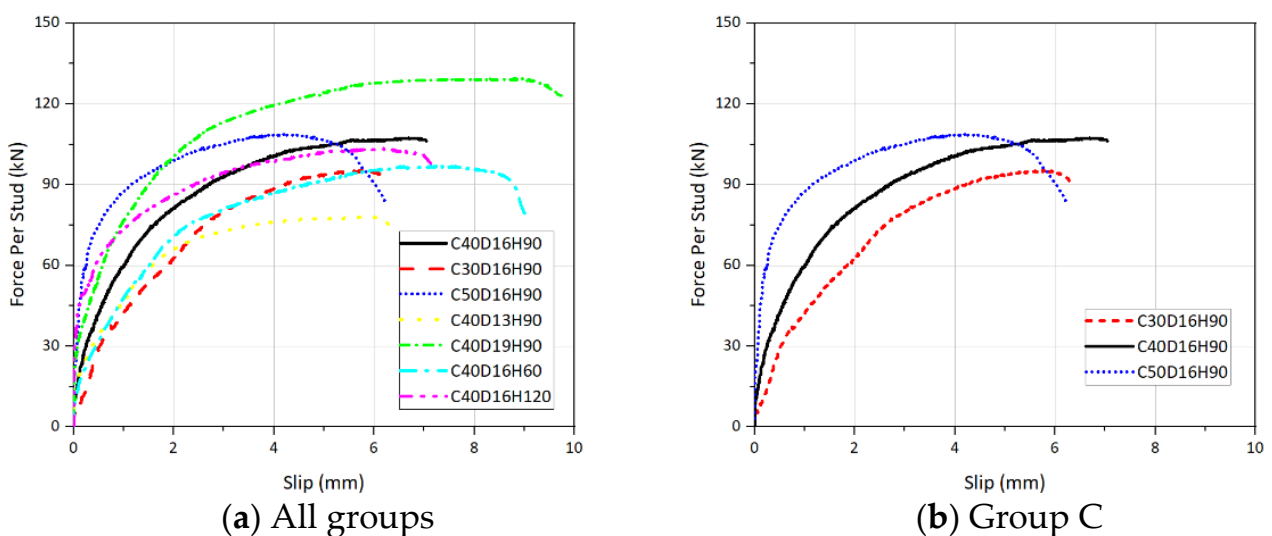 150
120
90
60
30
0
Force Per Stud (kN)
C40D16H90
C30D16H90
C50D16H90
C40D13H90
C40D19H90
C40D16H60
C40D16H120
0 2 4 6 8 10
Slip (mm)
(a) All groups
150
120
90
60
30
0
Force Per Stud (kN)
C30D16H90
C40D16H90
C50D16H90
0 2 4 6 8 10
Slip (mm)
(b) Group C